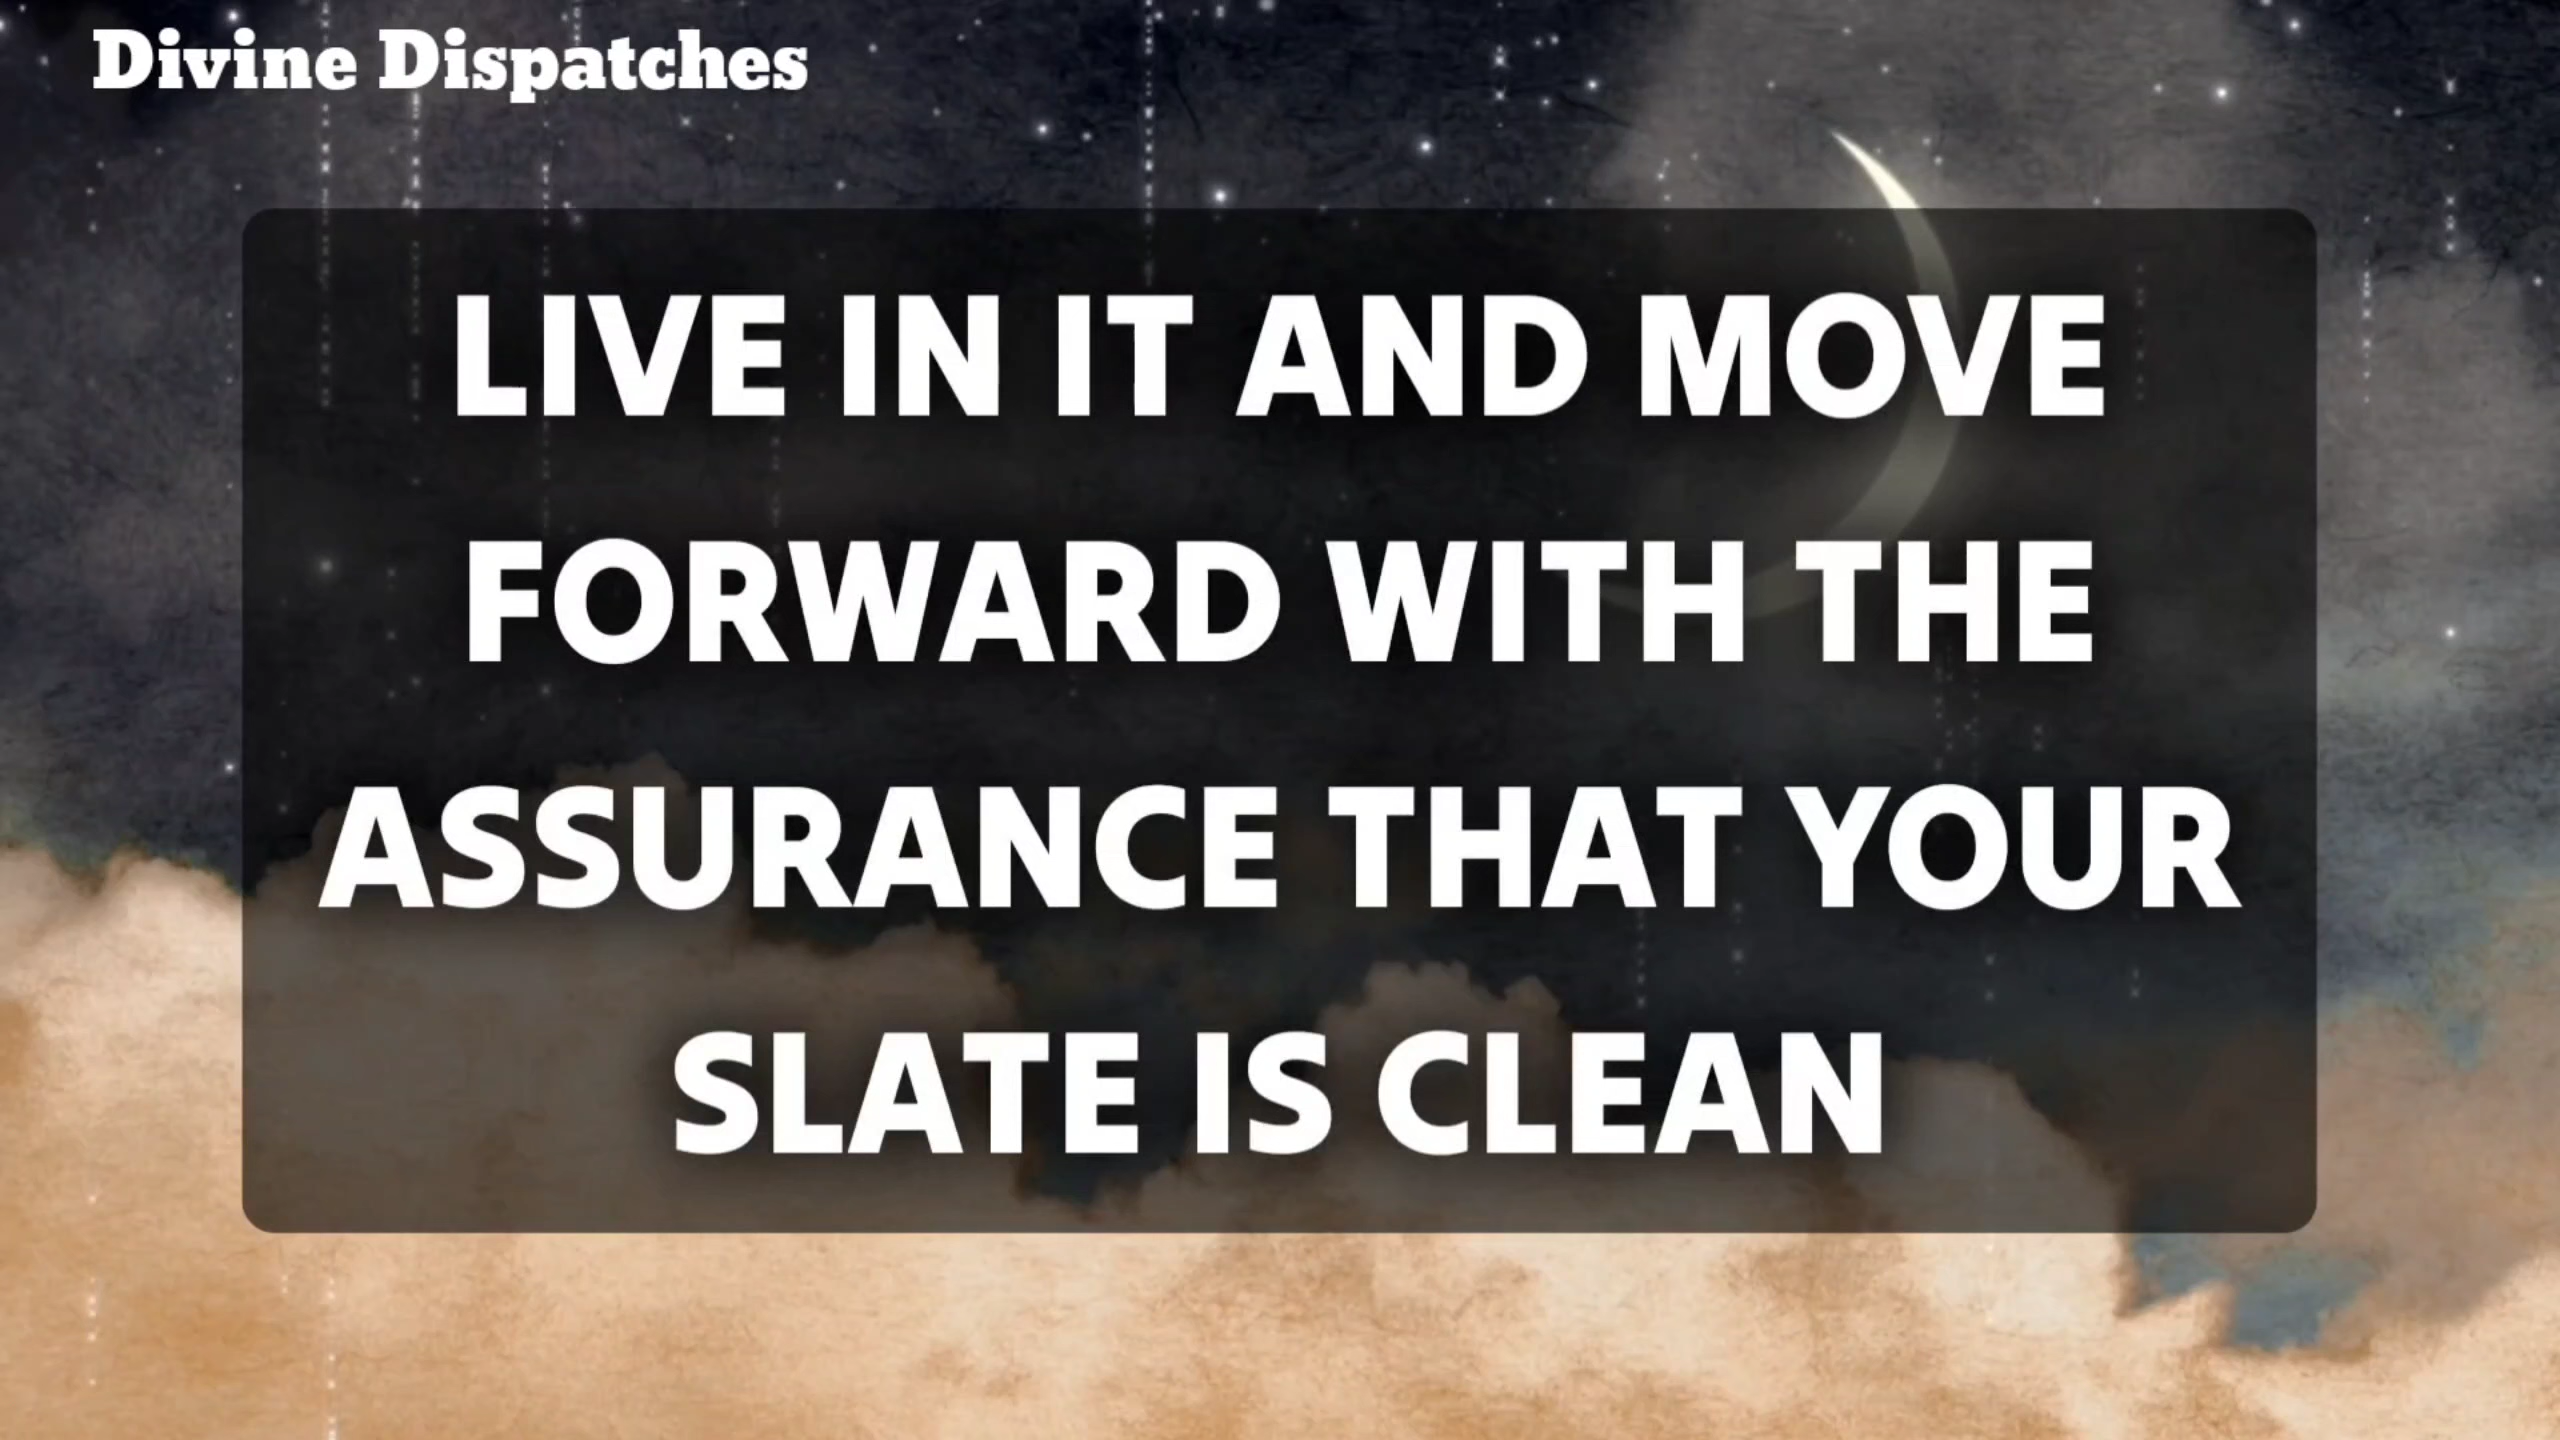 Divine Dispatches
LIVE IN IT AND MOVE
FORWARD WITH THE
ASSURANCE THAT YOUR
SLATE IS CLEAN